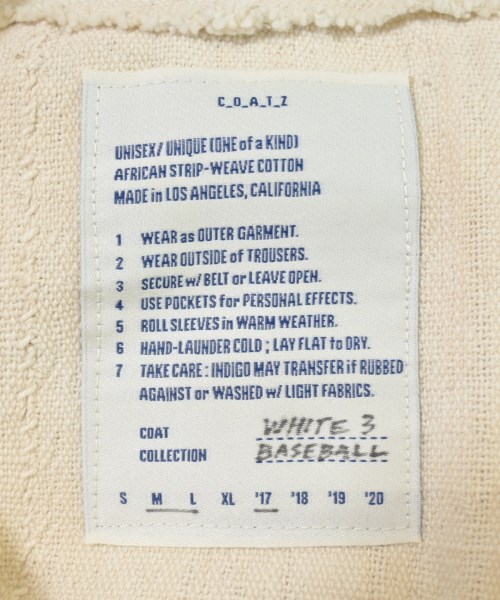 C_O_A_T_Z
UNISEX/ UNIQUE (ONE of a KIND)
AFRICAN STRIP-WEAVE COTTON
MADE in LOS ANGELES, CALIFORNIA
1 WEAR as OUTER GARMENT.
2 WEAR OUTSIDE of TROUSERS.
3 SECURE w/ BELT or LEAVE OPEN.
4 USE POCKETS for PERSONAL EFFECTS.
5 ROLL SLEEVES in WARM WEATHER.
6 HAND-LAUNDER COLD ; LAY FLAT to DRY.
7 TAKE CARE : INDIGO MAY TRANSFER if RUBBED
AGAINST or WASHED w/ LIGHT FABRICS.
COAT WHITE 3
COLLECTION BASEBALL
S M L XL '17 '18 '19 '20